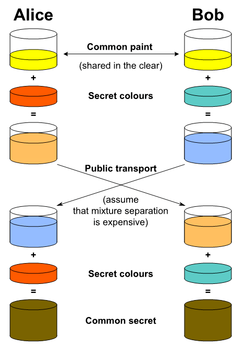 Alice Bob
Common paint
(shared in the clear)
+ +
Secret colours
= =
Public transport
(assume
that mixture separation
is expensive)
+ +
Secret colours
= =
Common secret